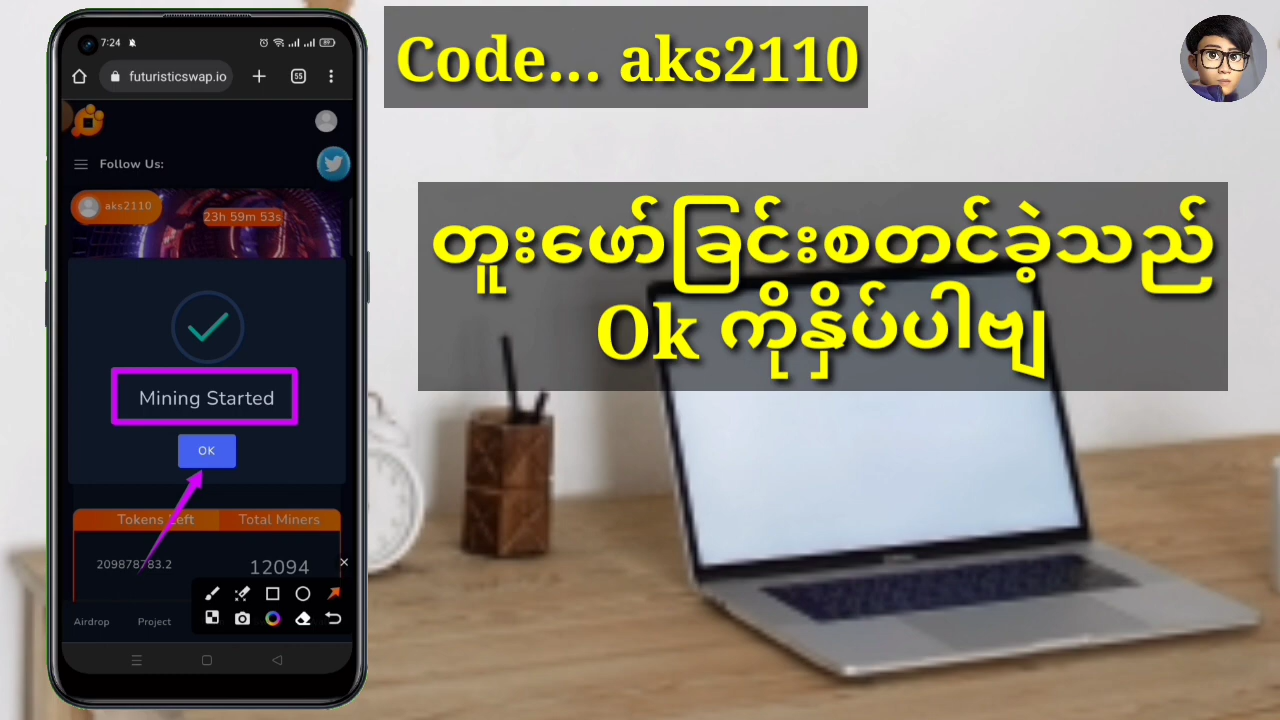 Code... aks2110
တူးဖော်ခြင်းစတင်ခဲ့သည်
Ok ကိုနှိပ်ပါဗျ
7:24
89
futuristicswap.io
55
Follow Us:
aks2110
23h 59m 53s
Mining Started
OK
Tokens Left Total Miners
209878783.2 12094
Airdrop Project